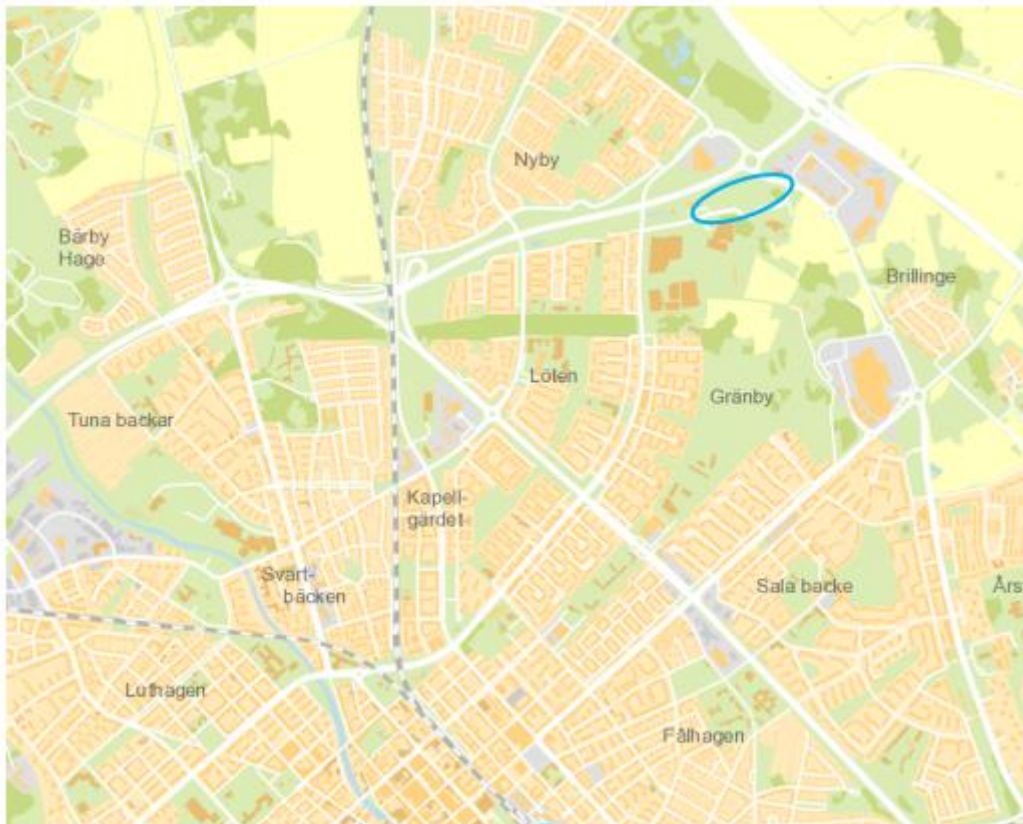 Nyby
Bärby
Hage
Brillinge
Löten
Gränby
Tuna backar
Kapell-
gärdet
Svart-
bäcken
Sala backe
Års
Luthagen
Fålhagen